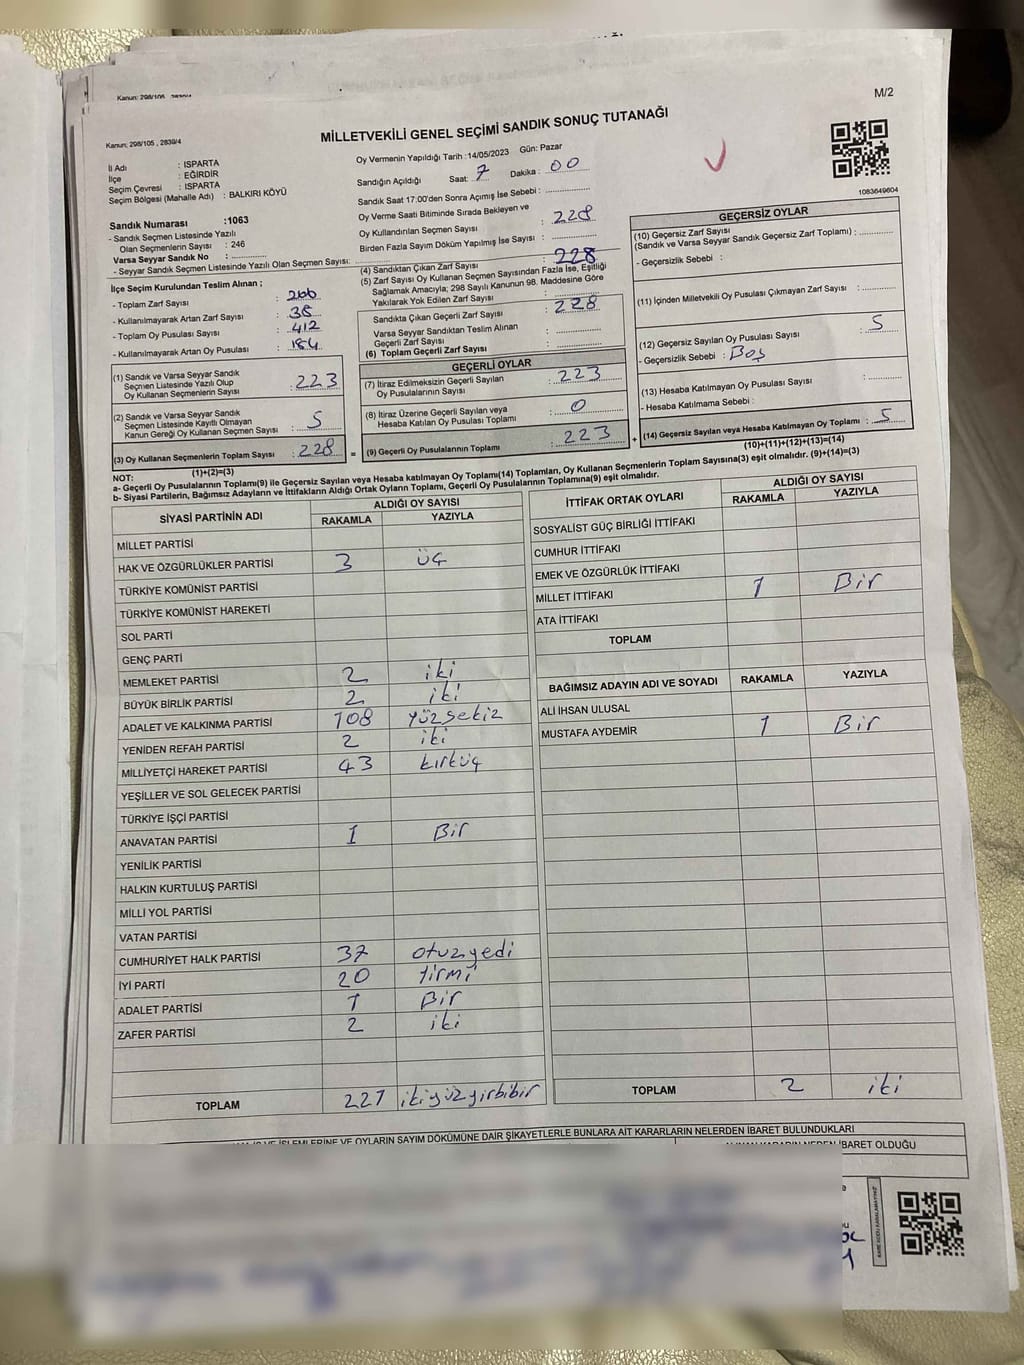 Kanun: 298/105
M/2
MİLLETVEKİLİ GENEL SEÇİMİ SANDIK SONUÇ TUTANAĞI
Kanun; 298/105 , 2839/4
1083649604
İl Adı : ISPARTA
İlçe : EĞİRDİR
Seçim Çevresi : ISPARTA
Seçim Bölgesi (Mahalle Adı) : BALKIRI KÖYÜ
Sandık Numarası :1063
- Sandık Seçmen Listesinde Yazılı
Olan Seçmenlerin Sayısı : 246
Varsa Seyyar Sandık No : ..............
- Seyyar Sandık Seçmen Listesinde Yazılı Olan Seçmen Sayısı: ..............
İlçe Seçim Kurulundan Teslim Alınan ;
- Toplam Zarf Sayısı : 266
- Kullanılmayarak Artan Zarf Sayısı : 38
- Toplam Oy Pusulası Sayısı : 412
- Kullanılmayarak Artan Oy Pusulası : 184
(1) Sandık ve Varsa Seyyar Sandık
Seçmen Listesinde Yazılı Olup
Oy Kullanan Seçmenlerin Sayısı : 223
(2) Sandık ve Varsa Seyyar Sandık
Seçmen Listesinde Kayıtlı Olmayan
Kanun Gereği Oy Kullanan Seçmen Sayısı : 5
(3) Oy Kullanan Seçmenlerin Toplam Sayısı : 228
(1)+(2)=(3)
Oy Vermenin Yapıldığı Tarih :14/05/2023 Gün: Pazar
Sandığın Açıldığı Saat: 7 Dakika : 00
Sandık Saat 17:00'den Sonra Açımış İse Sebebi : ..............
Oy Verme Saati Bitiminde Sırada Bekleyen ve
Oy Kullandırılan Seçmen Sayısı : 228
Birden Fazla Sayım Döküm Yapılmış İse Sayısı : ..............
(4) Sandıktan Çıkan Zarf Sayısı : 228
(5) Zarf Sayısı Oy Kullanan Seçmen Sayısından Fazla İse, Eşitliği
Sağlamak Amacıyla; 298 Sayılı Kanunun 98. Maddesine Göre
Yakılarak Yok Edilen Zarf Sayısı : ..............
Sandıkta Çıkan Geçerli Zarf Sayısı : 228
Varsa Seyyar Sandıktan Teslim Alınan
Geçerli Zarf Sayısı : ..............
(6) Toplam Geçerli Zarf Sayısı : ..............
GEÇERLİ OYLAR
(7) İtiraz Edilmeksizin Geçerli Sayılan
Oy Pusulalarının Sayısı : 223
(8) İtiraz Üzerine Geçerli Sayılan veya
Hesaba Katılan Oy Pusulası Toplamı : 0
(9) Geçerli Oy Pusulalarının Toplamı : 223
GEÇERSİZ OYLAR
(10) Geçersiz Zarf Sayısı
(Sandık ve Varsa Seyyar Sandık Geçersiz Zarf Toplamı) : ..............
- Geçersizlik Sebebi :
(11) İçinden Milletvekili Oy Pusulası Çıkmayan Zarf Sayısı : ..............
(12) Geçersiz Sayılan Oy Pusulası Sayısı : 5
- Geçersizlik Sebebi : Boş
(13) Hesaba Katılmayan Oy Pusulası Sayısı : ..............
- Hesaba Katılmama Sebebi :
(14) Geçersiz Sayılan veya Hesaba Katılmayan Oy Toplamı : 5
(10)+(11)+(12)+(13)=(14)
NOT:
a- Geçerli Oy Pusulalarının Toplamı(9) ile Geçersiz Sayılan veya Hesaba katılmayan Oy Toplamı(14) Toplamları, Oy Kullanan Seçmenlerin Toplam Sayısına(3) eşit olmalıdır. (9)+(14)=(3)
b- Siyasi Partilerin, Bağımsız Adayların ve İttifakların Aldığı Ortak Oyların Toplamı, Geçerli Oy Pusulalarının Toplamına(9) eşit olmalıdır.
SİYASİ PARTİNİN ADI ALDIĞI OY SAYISI
RAKAMLA YAZIYLA
MİLLET PARTİSİ
HAK VE ÖZGÜRLÜKLER PARTİSİ 3 üç
TÜRKİYE KOMÜNİST PARTİSİ
TÜRKİYE KOMÜNİST HAREKETİ
SOL PARTİ
GENÇ PARTİ
MEMLEKET PARTİSİ 2 iki
BÜYÜK BİRLİK PARTİSİ 2 iki
ADALET VE KALKINMA PARTİSİ 108 yüzsekiz
YENİDEN REFAH PARTİSİ 2 iki
MİLLİYETÇİ HAREKET PARTİSİ 43 kırküç
YEŞİLLER VE SOL GELECEK PARTİSİ
TÜRKİYE İŞÇİ PARTİSİ
ANAVATAN PARTİSİ 1 Bir
YENİLİK PARTİSİ
HALKIN KURTULUŞ PARTİSİ
MİLLİ YOL PARTİSİ
VATAN PARTİSİ
CUMHURİYET HALK PARTİSİ 37 otuzyedi
İYİ PARTİ 20 yirmi
ADALET PARTİSİ 1 Bir
ZAFER PARTİSİ 2 iki
TOPLAM 221 ikiyüzyirbibir
İTTİFAK ORTAK OYLARI ALDIĞI OY SAYISI
RAKAMLA YAZIYLA
SOSYALİST GÜÇ BİRLİĞİ İTTİFAKI
CUMHUR İTTİFAKI
EMEK VE ÖZGÜRLÜK İTTİFAKI
MİLLET İTTİFAKI 1 Bir
ATA İTTİFAKI
TOPLAM
BAĞIMSIZ ADAYIN ADI VE SOYADI RAKAMLA YAZIYLA
ALİ İHSAN ULUSAL
MUSTAFA AYDEMİR 1 Bir
TOPLAM 2 iki
VE İŞLEMLERİNE VE OYLARIN SAYIM DÖKÜMÜNE DAİR ŞİKAYETLERLE BUNLARA AİT KARARLARIN NELERDEN İBARET BULUNDUKLARI
KARARIN NEDEN İBARET OLDUĞU